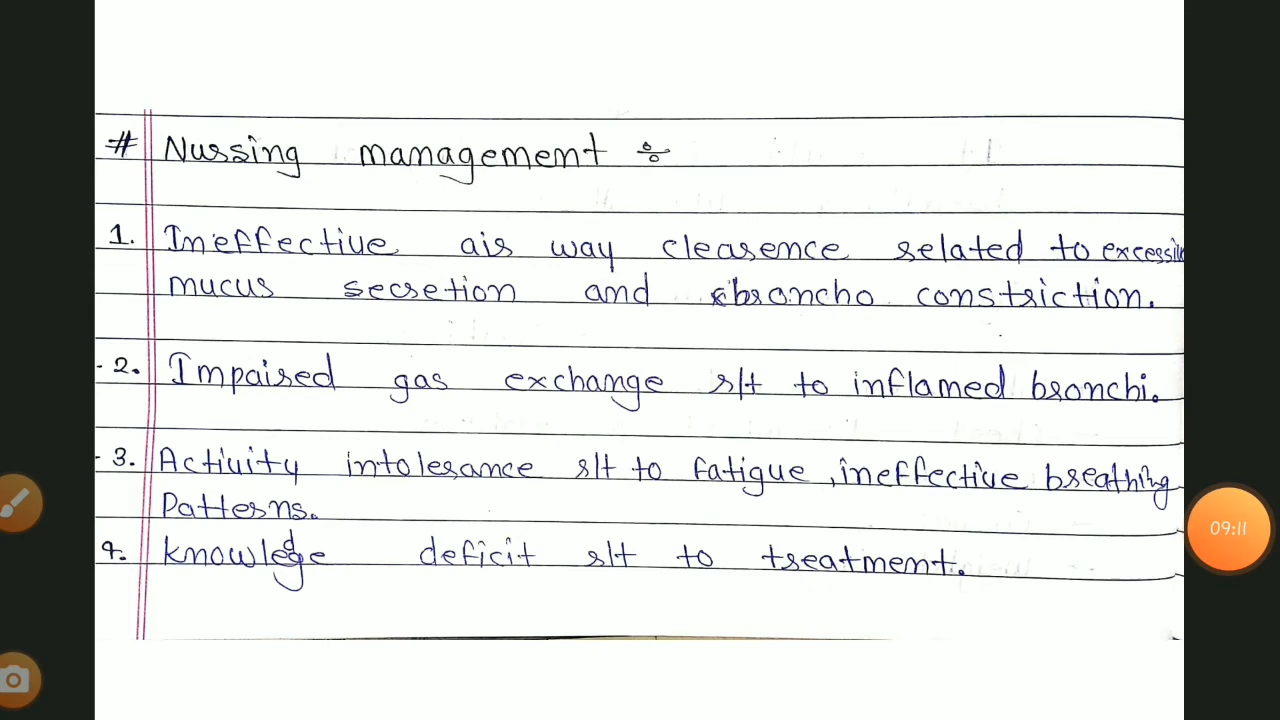 # Nursing management ÷
1. Ineffective air way clearence related to excessive
mucus secretion and broncho constriction.
2. Impaired gas exchange r/t to inflamed bronchi.
3. Activity intolerance r/t to fatigue, ineffective breathing
Patterns.
4. knowledge deficit r/t to treatment.
09:11